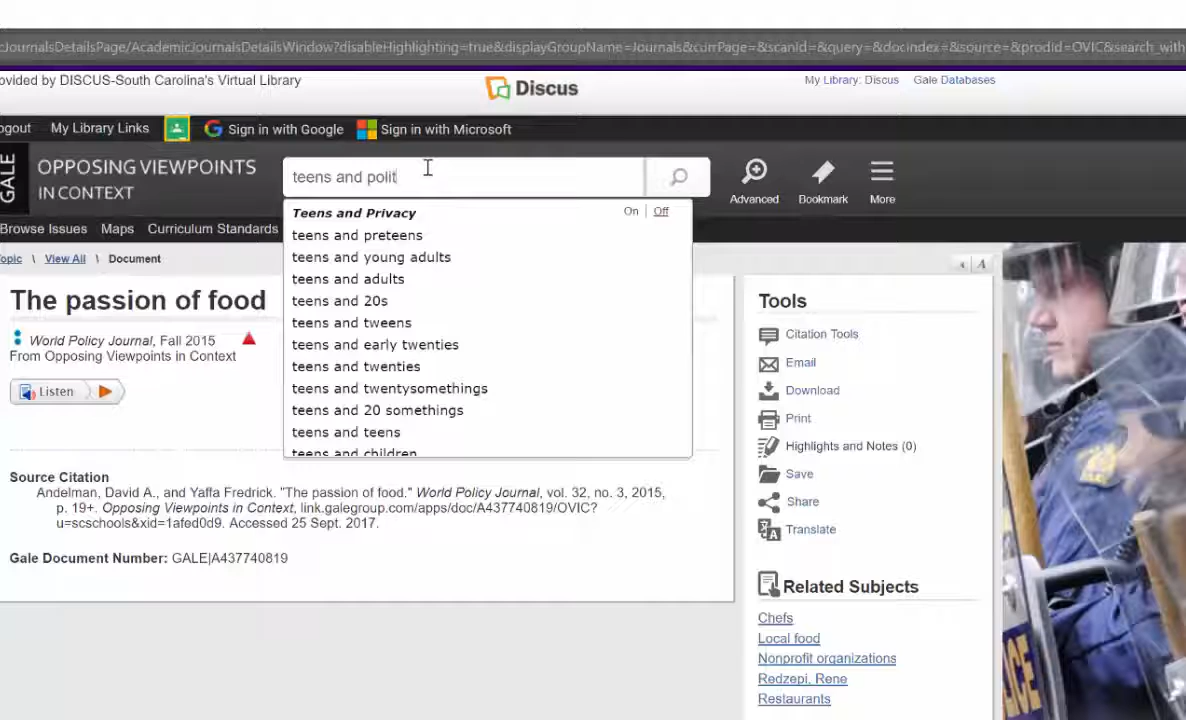 cJournalsDetailsPage/AcademicJournalsDetailsWindow?disableHighlighting=true&displayGroupName=Journals&currPage=&scanId=&query=&docIndex=&source=&prodId=OVIC&search_with
ovided by DISCUS-South Carolina's Virtual Library
Discus
My Library: Discus Gale Databases
ogout My Library Links Sign in with Google Sign in with Microsoft
GALE
OPPOSING VIEWPOINTS
IN CONTEXT
teens and polit
Advanced Bookmark More
Teens and Privacy On | Off
teens and preteens
teens and young adults
teens and adults
teens and 20s
teens and tweens
teens and early twenties
teens and twenties
teens and twentysomethings
teens and 20 somethings
teens and teens
teens and children
Browse Issues Maps Curriculum Standards
opic \ View All \ Document
A
The passion of food
World Policy Journal, Fall 2015
From Opposing Viewpoints in Context
Listen
Source Citation
Andelman, David A., and Yaffa Fredrick. "The passion of food." World Policy Journal, vol. 32, no. 3, 2015,
p. 19+. Opposing Viewpoints in Context, link.galegroup.com/apps/doc/A437740819/OVIC?
u=scschools&xid=1afed0d9. Accessed 25 Sept. 2017.
Gale Document Number: GALE|A437740819
Tools
Citation Tools
Email
Download
Print
Highlights and Notes (0)
Save
Share
Translate
Related Subjects
Chefs
Local food
Nonprofit organizations
Redzepi, Rene
Restaurants